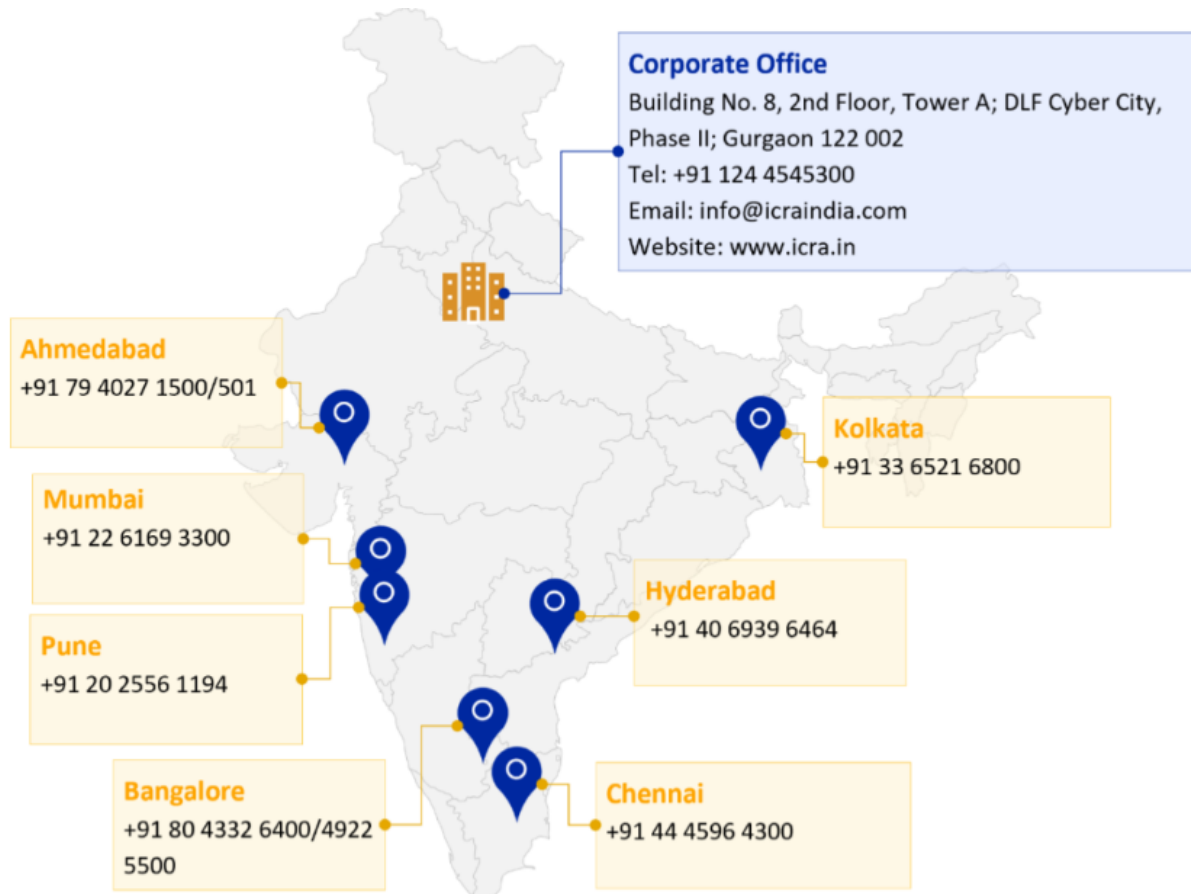 Corporate Office
Building No. 8, 2nd Floor, Tower A; DLF Cyber City,
Phase II; Gurgaon 122 002
Tel: +91 124 4545300
Email: info@icraindia.com
Website: www.icra.in
Ahmedabad
+91 79 4027 1500/501
Kolkata
+91 33 6521 6800
Mumbai
+91 22 6169 3300
Hyderabad
+91 40 6939 6464
Pune
+91 20 2556 1194
Bangalore
+91 80 4332 6400/4922
5500
Chennai
+91 44 4596 4300